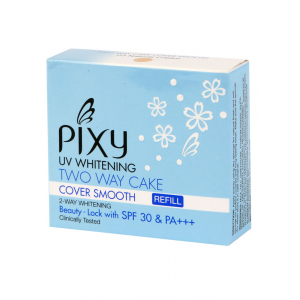 PIXY
UV WHITENING
TWO WAY CAKE
COVER SMOOTH REFILL
2-WAY WHITENING
Beauty - Lock with SPF 30 & PA+++
Clinically Tested